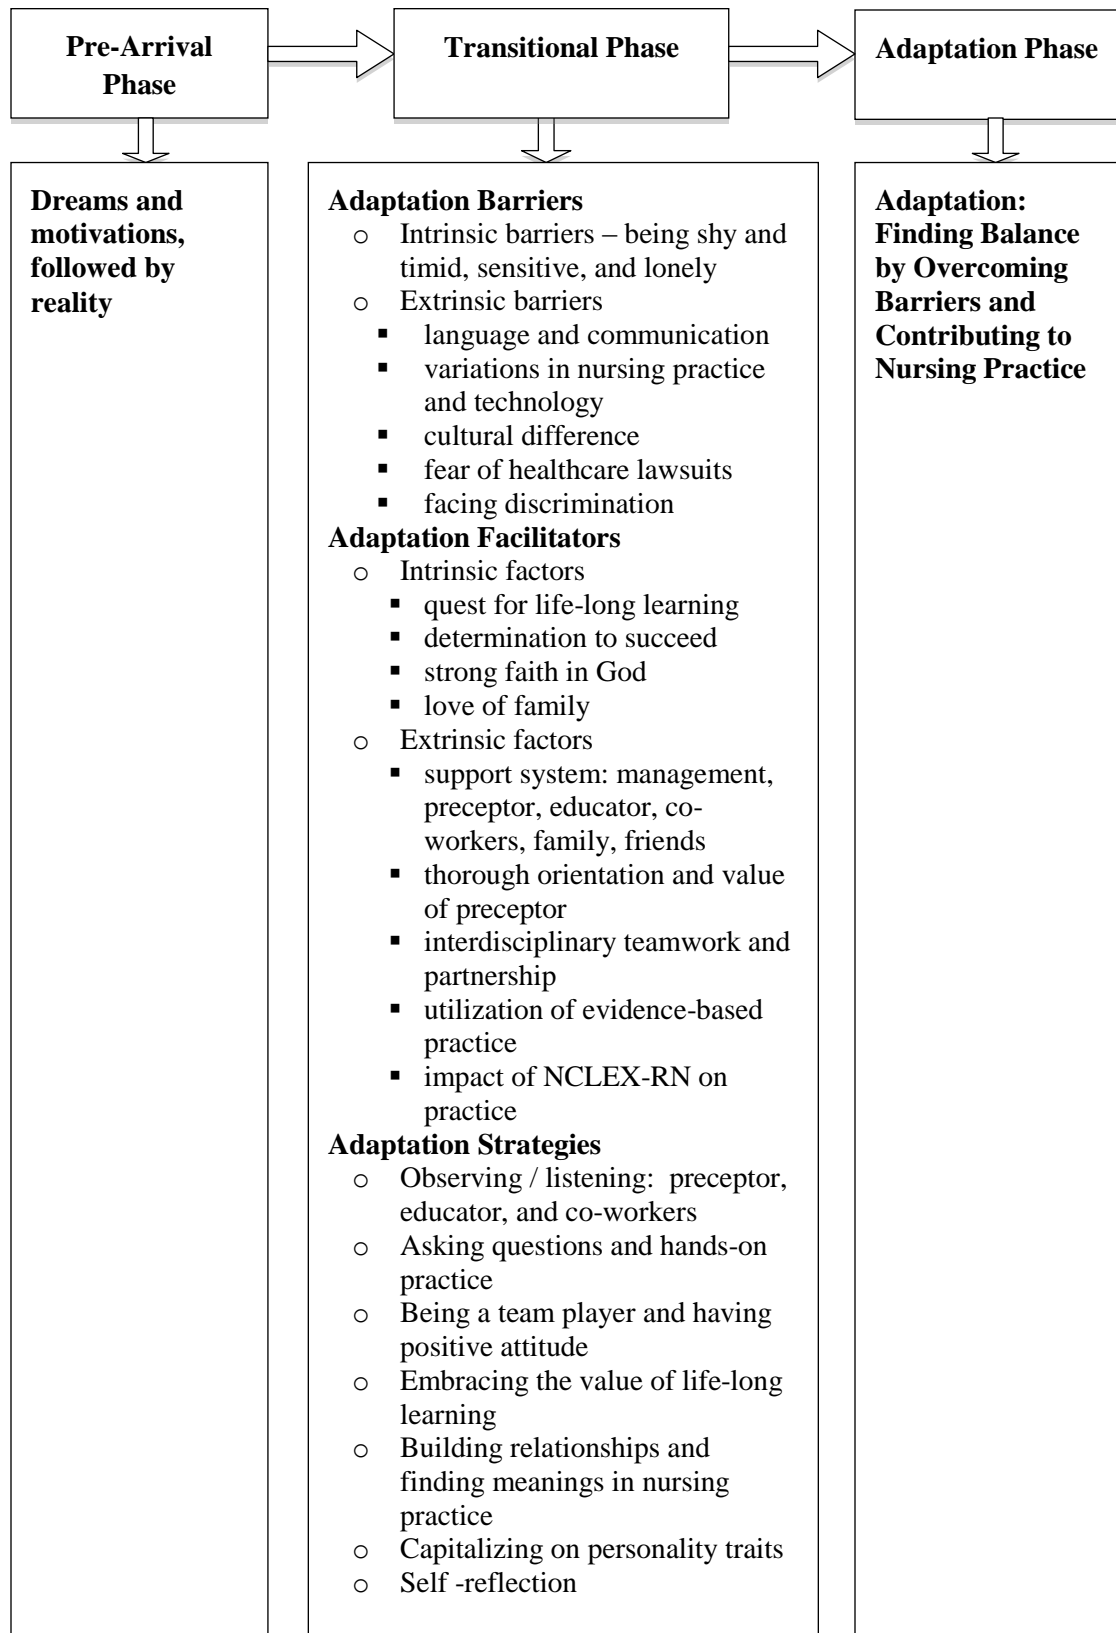 Pre-Arrival
Phase
Transitional Phase
Adaptation Phase
Dreams and
motivations,
followed by
reality
Adaptation Barriers
o Intrinsic barriers – being shy and
timid, sensitive, and lonely
o Extrinsic barriers
▪ language and communication
▪ variations in nursing practice
and technology
▪ cultural difference
▪ fear of healthcare lawsuits
▪ facing discrimination
Adaptation Facilitators
o Intrinsic factors
▪ quest for life-long learning
▪ determination to succeed
▪ strong faith in God
▪ love of family
o Extrinsic factors
▪ support system: management,
preceptor, educator, co-
workers, family, friends
▪ thorough orientation and value
of preceptor
▪ interdisciplinary teamwork and
partnership
▪ utilization of evidence-based
practice
▪ impact of NCLEX-RN on
practice
Adaptation Strategies
o Observing / listening:  preceptor,
educator, and co-workers
o Asking questions and hands-on
practice
o Being a team player and having
positive attitude
o Embracing the value of life-long
learning
o Building relationships and
finding meanings in nursing
practice
o Capitalizing on personality traits
o Self -reflection
Adaptation:
Finding Balance
by Overcoming
Barriers and
Contributing to
Nursing Practice